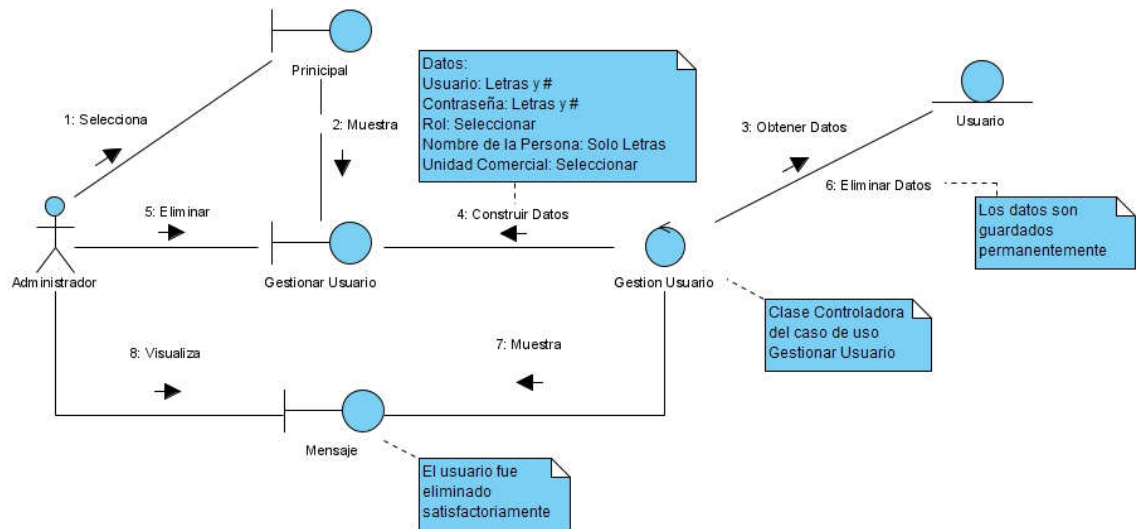 Prinicipal
Datos:
Usuario: Letras y #
Contraseña: Letras y #
Rol: Seleccionar
Nombre de la Persona: Solo Letras
Unidad Comercial: Seleccionar
1: Selecciona
2: Muestra
3: Obtener Datos
Usuario
6: Eliminar Datos
5: Eliminar
4: Construir Datos
Los datos son
guardados
permanentemente
Administrador
Gestionar Usuario
Gestion Usuario
Clase Controladora
del caso de uso
Gestionar Usuario
8: Visualiza
7: Muestra
Mensaje
El usuario fue
eliminado
satisfactoriamente